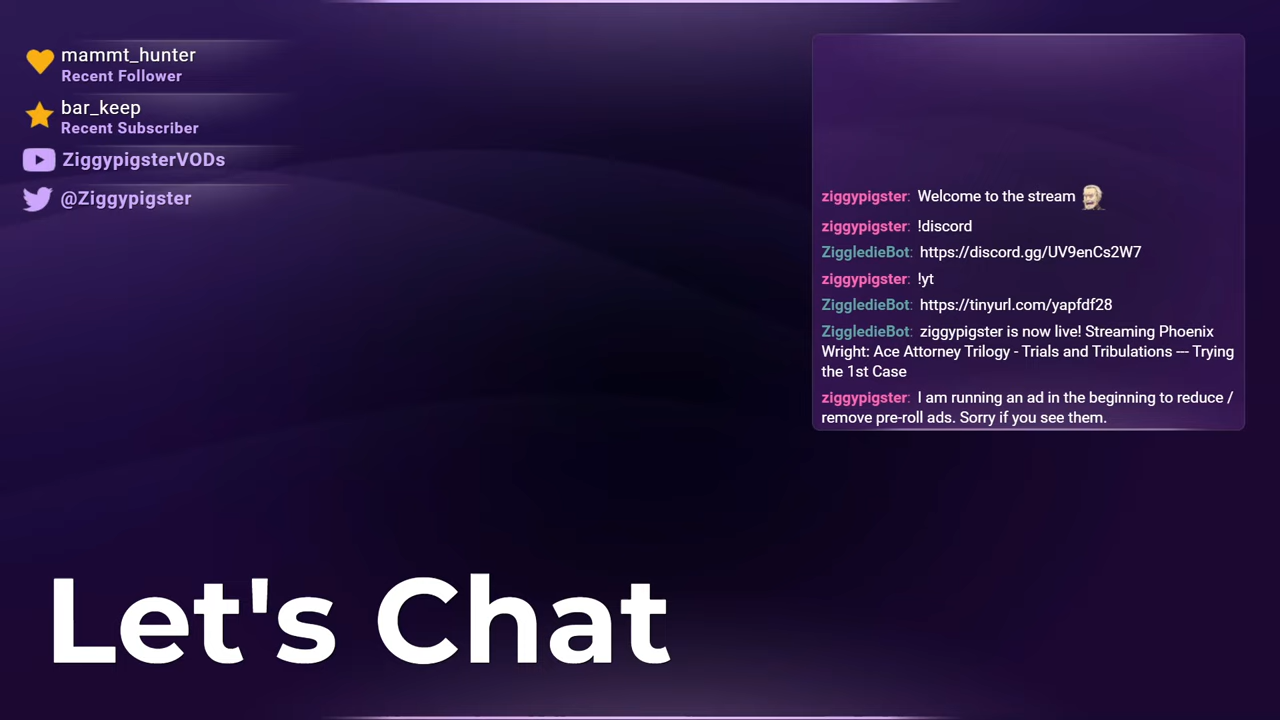 mammt_hunter
Recent Follower
bar_keep
Recent Subscriber
ZiggypigsterVODs
@Ziggypigster
ziggypigster: Welcome to the stream
ziggypigster: !discord
ZiggledieBot: https://discord.gg/UV9enCs2W7
ziggypigster: !yt
ZiggledieBot: https://tinyurl.com/yapfdf28
ZiggledieBot: ziggypigster is now live! Streaming Phoenix
Wright: Ace Attorney Trilogy - Trials and Tribulations --- Trying
the 1st Case
ziggypigster: I am running an ad in the beginning to reduce /
remove pre-roll ads. Sorry if you see them.
Let's Chat